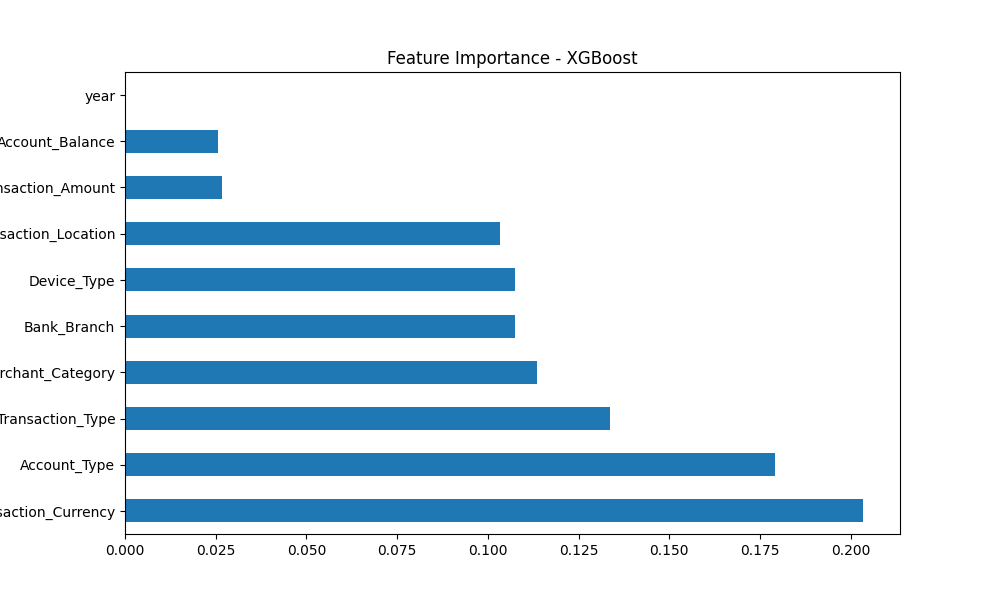 Feature Importance - XGBoost
year
Account_Balance
nsaction_Amount
saction_Location
Device_Type
Bank_Branch
rchant_Category
Transaction_Type
Account_Type
saction_Currency
0.000 0.025 0.050 0.075 0.100 0.125 0.150 0.175 0.200